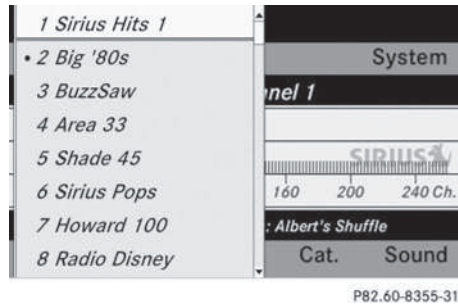 1 Sirius Hits 1
• 2 Big '80s
System
3 BuzzSaw
nnel 1
4 Area 33
5 Shade 45
SIRIUS
6 Sirius Pops
160 200 240 Ch.
7 Howard 100
: Albert's Shuffle
8 Radio Disney
Cat. Sound
P82.60-8355-31